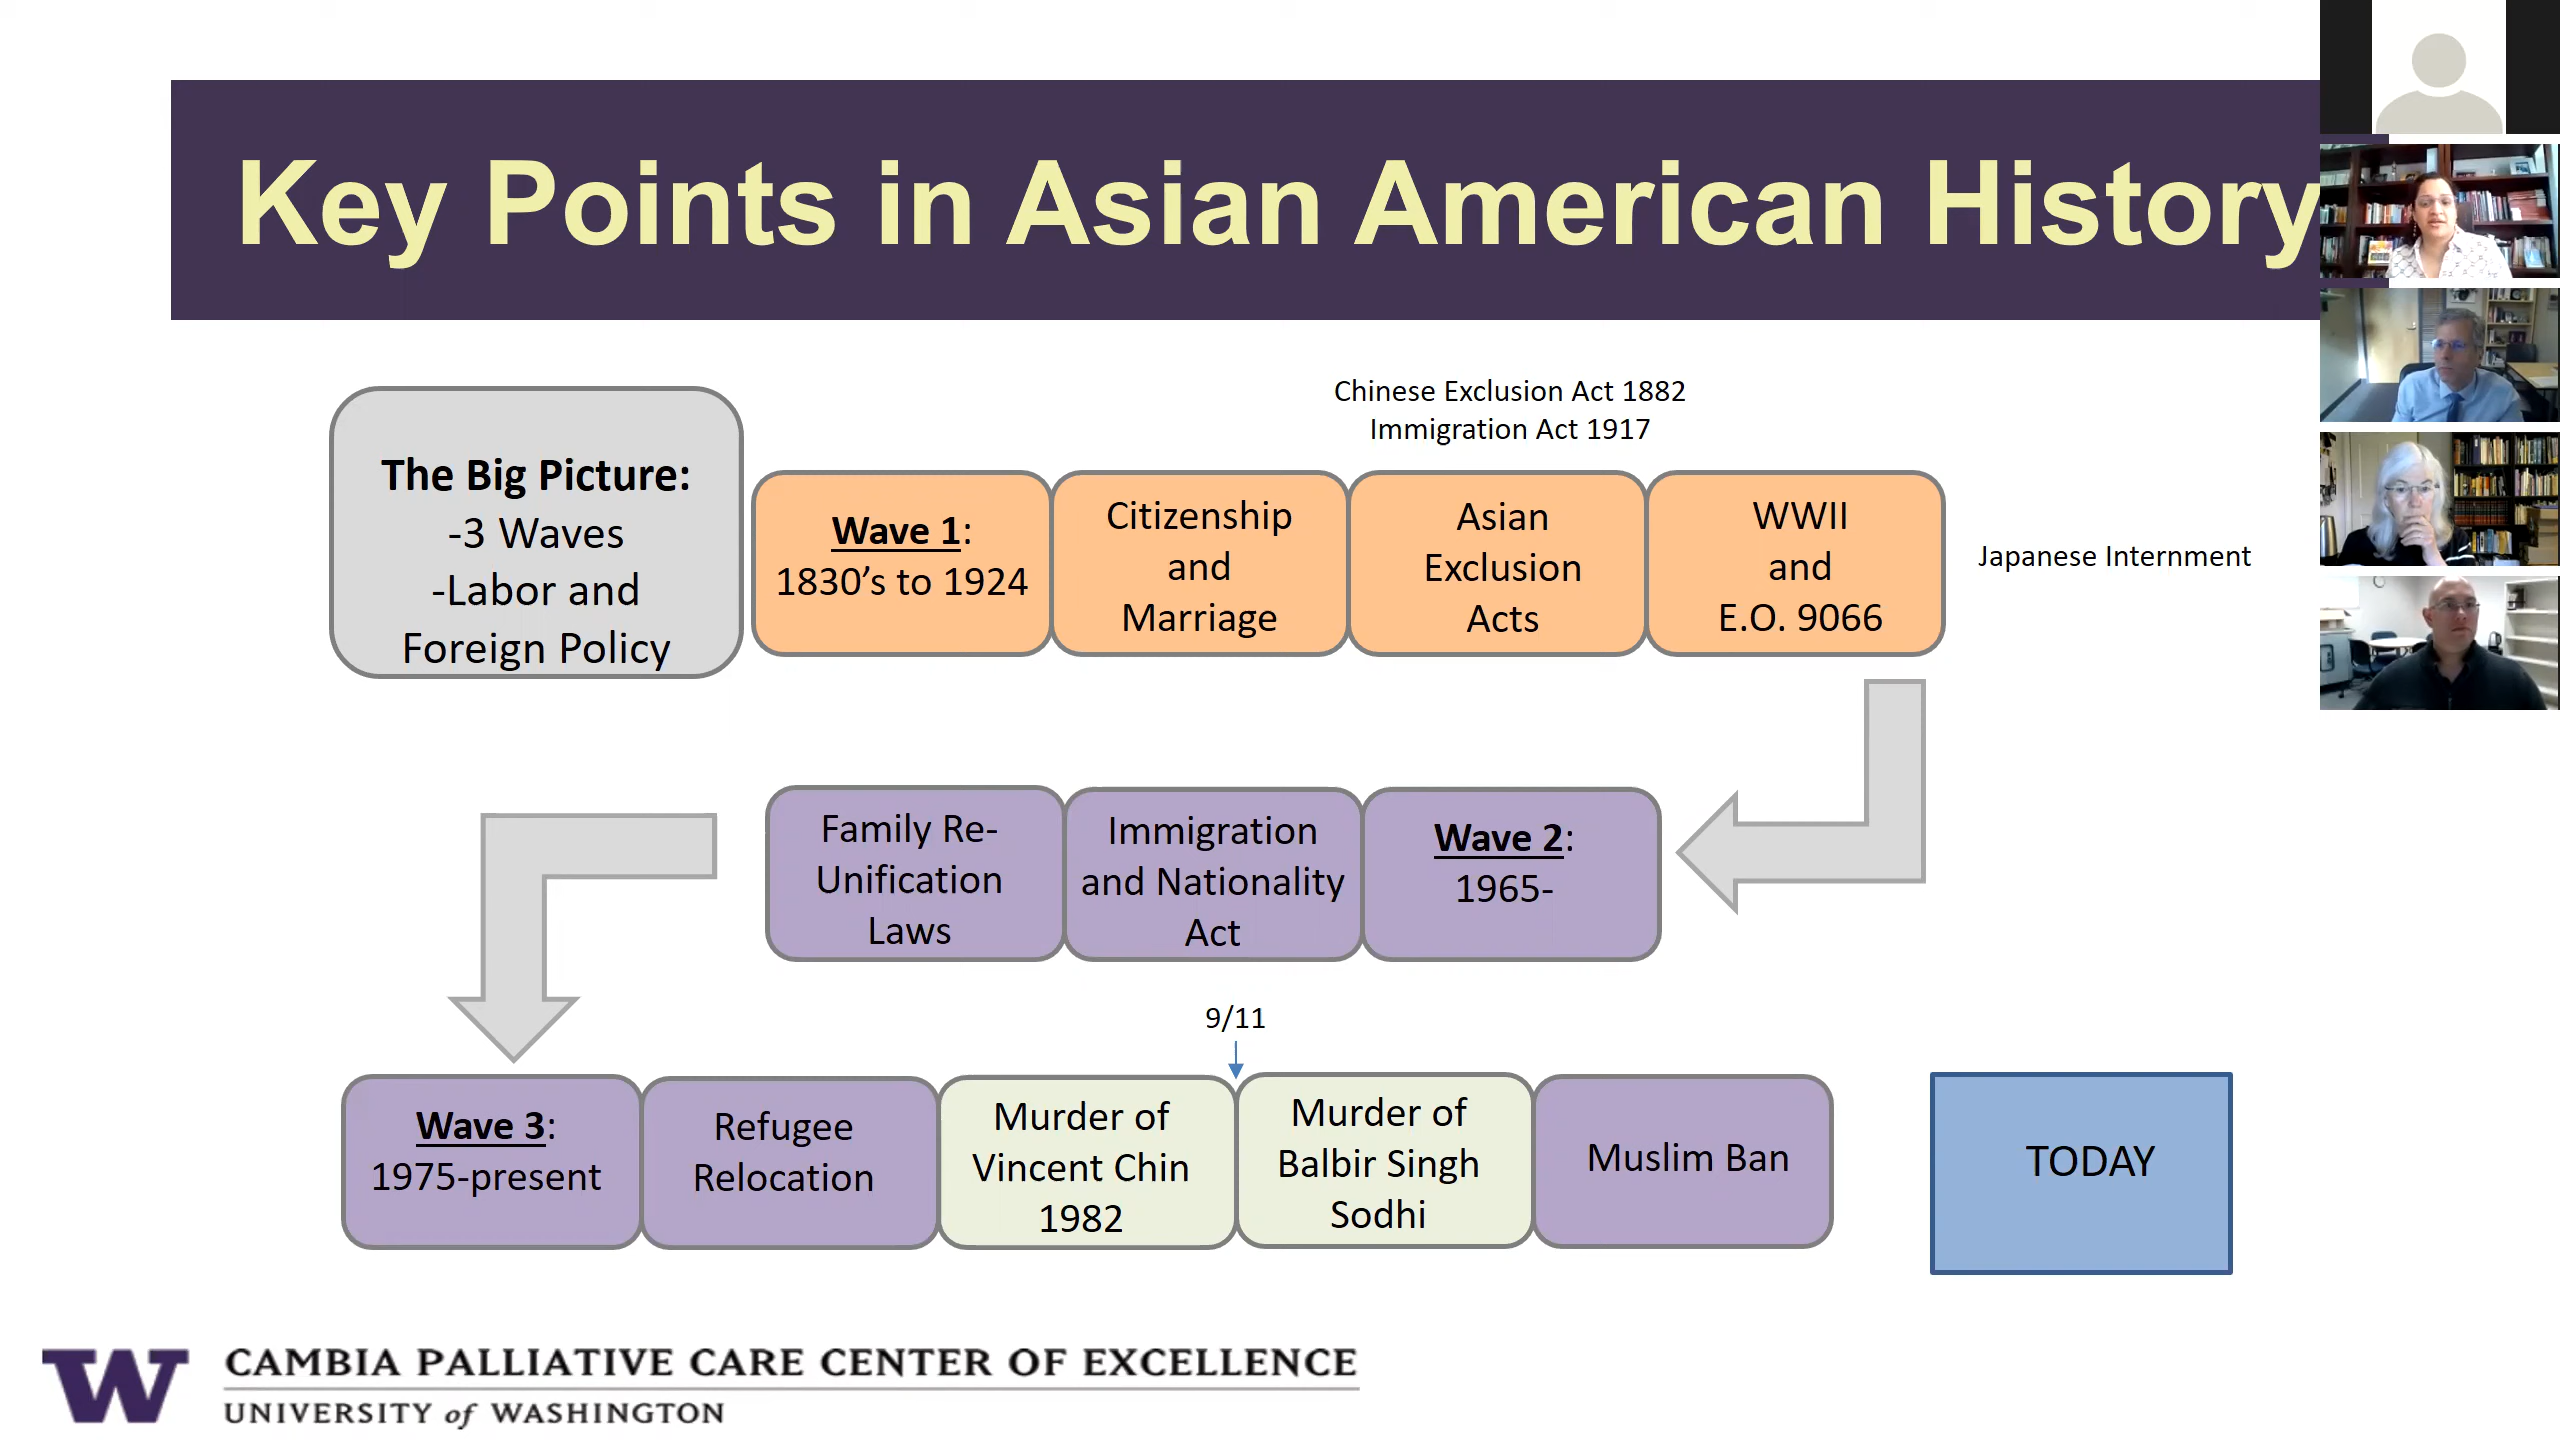 Key Points in Asian American History
The Big Picture:
-3 Waves
-Labor and
Foreign Policy
Chinese Exclusion Act 1882
Immigration Act 1917
Wave 1:
1830’s to 1924
Citizenship
and
Marriage
Asian
Exclusion
Acts
WWII
and
E.O. 9066
Japanese Internment
Family Re-
Unification
Laws
Immigration
and Nationality
Act
Wave 2:
1965-
9/11
Wave 3:
1975-present
Refugee
Relocation
Murder of
Vincent Chin
1982
Murder of
Balbir Singh
Sodhi
Muslim Ban
TODAY
W
CAMBIA PALLIATIVE CARE CENTER OF EXCELLENCE
UNIVERSITY of WASHINGTON